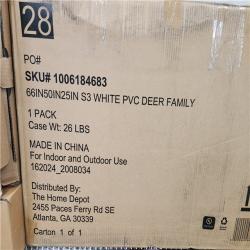 28
PO#
SKU# 1006184683
66IN50IN25IN S3 WHITE PVC DEER FAMILY
1 PACK
Case Wt: 26 LBS
MADE IN CHINA
For Indoor and Outdoor Use
162024_2008034
Distributed By:
The Home Depot
2455 Paces Ferry Rd SE
Atlanta, GA 30339
Carton 1 of 1